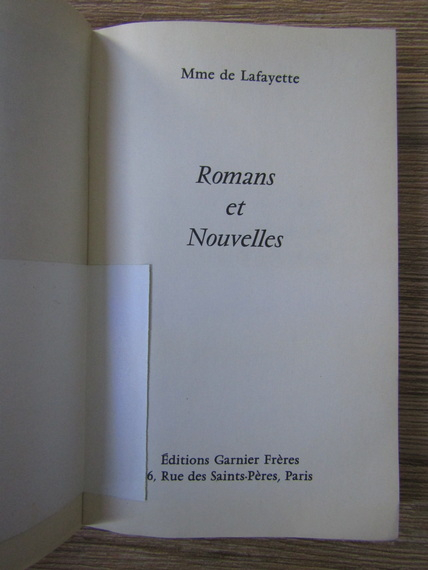 Mme de Lafayette
Romans
et
Nouvelles
Éditions Garnier Frères
6, Rue des Saints-Pères, Paris